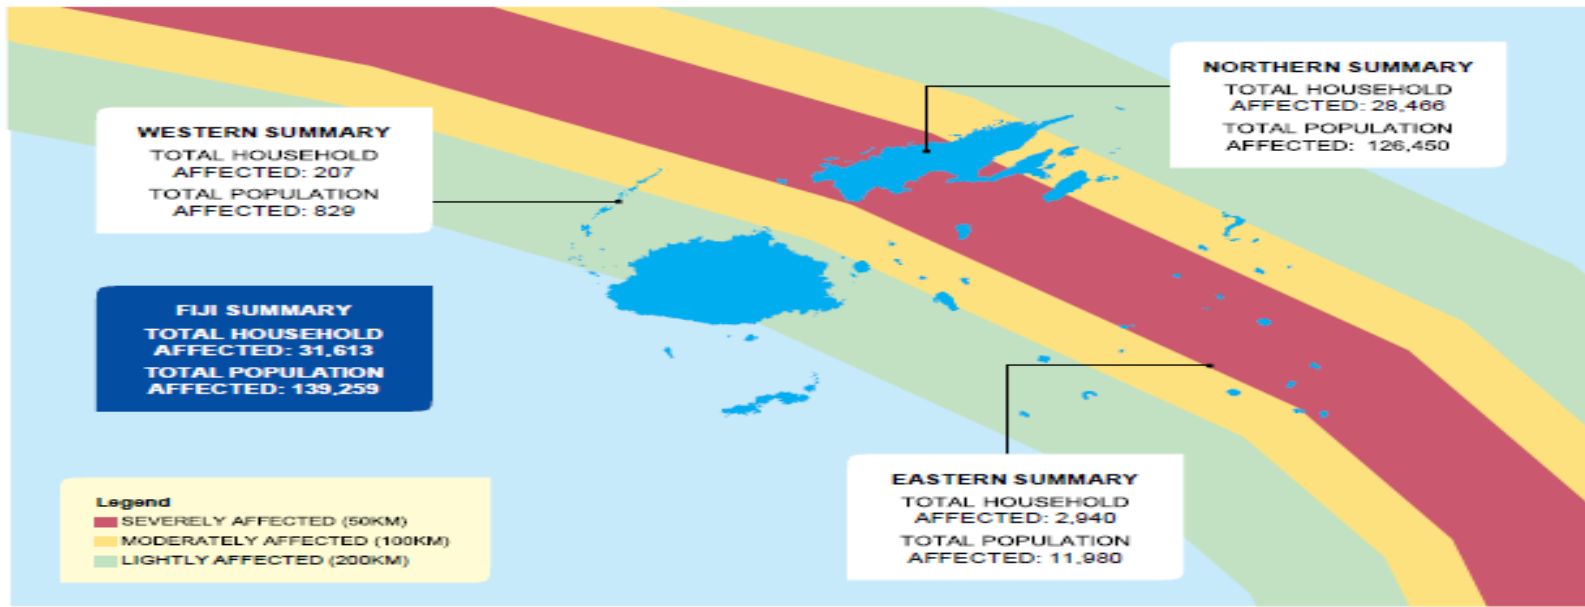 NORTHERN SUMMARY
TOTAL HOUSEHOLD
AFFECTED: 28,466
TOTAL POPULATION
AFFECTED: 126,450
WESTERN SUMMARY
TOTAL HOUSEHOLD
AFFECTED: 207
TOTAL POPULATION
AFFECTED: 829
FIJI SUMMARY
TOTAL HOUSEHOLD
AFFECTED: 31,613
TOTAL POPULATION
AFFECTED: 139,259
EASTERN SUMMARY
TOTAL HOUSEHOLD
AFFECTED: 2,940
TOTAL POPULATION
AFFECTED: 11,980
Legend
SEVERELY AFFECTED (50KM)
MODERATELY AFFECTED (100KM)
LIGHTLY AFFECTED (200KM)